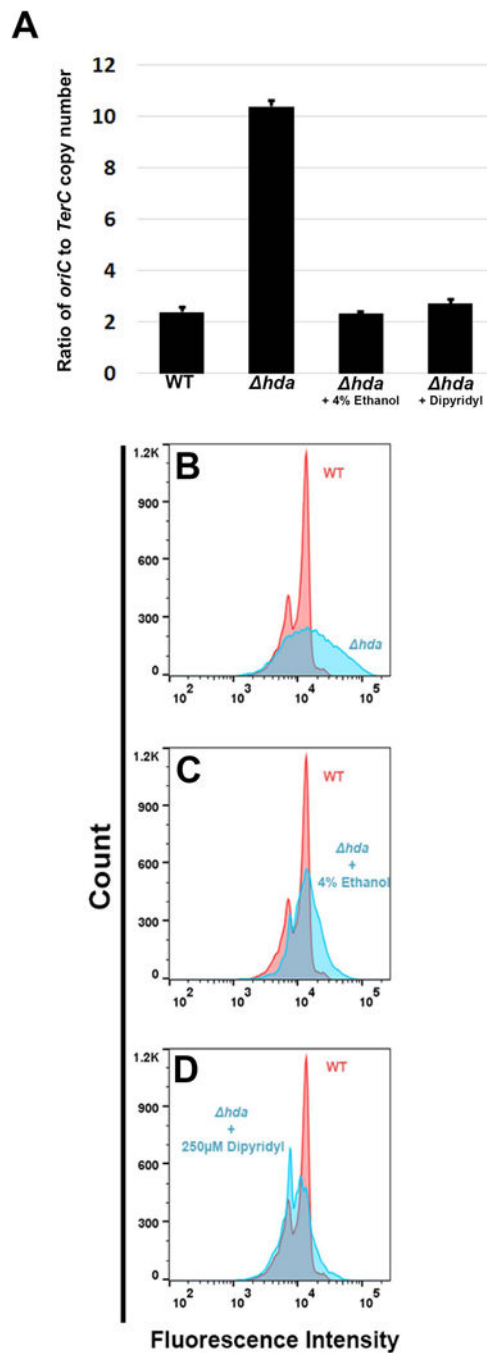 A
Ratio of oriC to TerC copy number
12
10
8
6
4
2
0
WT
Δhda
Δhda
+ 4% Ethanol
Δhda
+ Dipyridyl
Count
B
1.2K
900
600
300
0
WT
Δhda
10²
10³
10⁴
10⁵
C
1.2K
900
600
300
0
WT
Δhda
+
4% Ethanol
10²
10³
10⁴
10⁵
D
1.2K
900
600
300
0
WT
Δhda
+
250μM Dipyridyl
10²
10³
10⁴
10⁵
Fluorescence Intensity